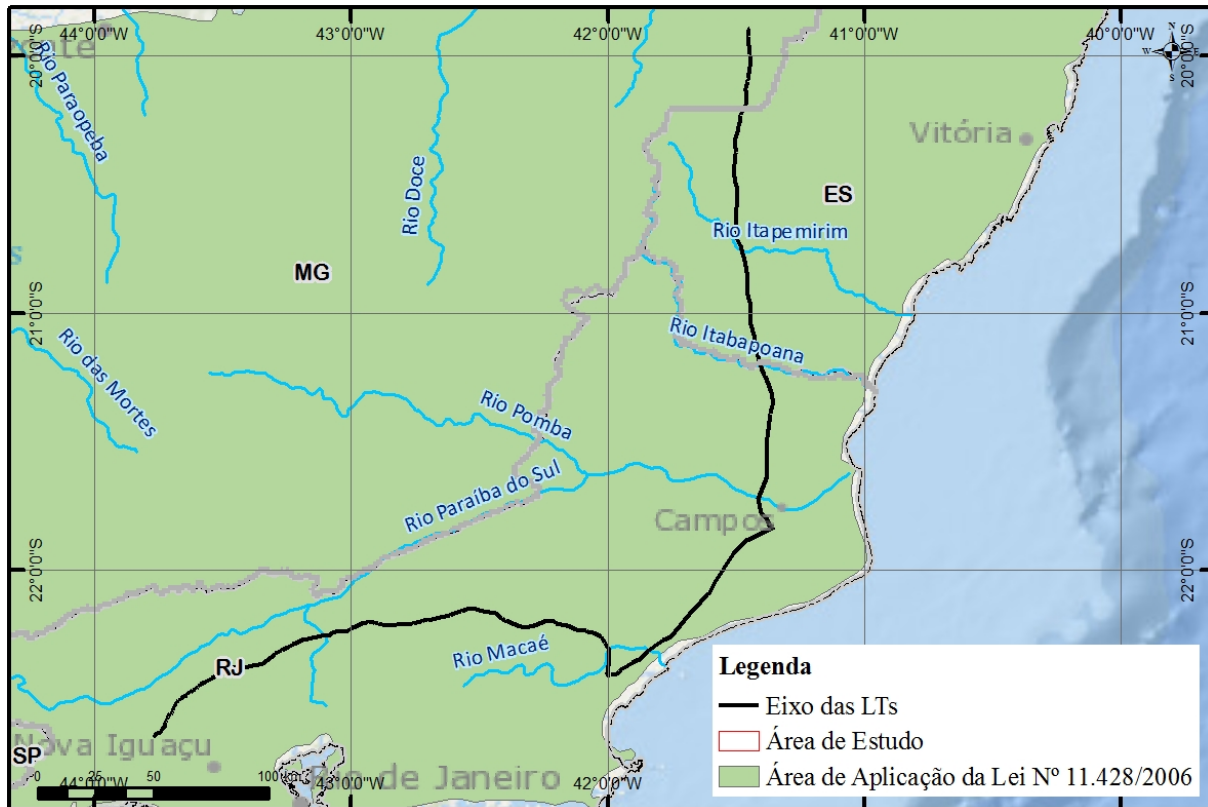 44°0'0"W 43°0'0"W 42°0'0"W 41°0'0"W 40°0'0"W
20°0'0"S
20°0'0"S
N
W E
S
Rio Paraopeba
Rio Doce
Vitória
ES
Rio Itapemirim
MG
21°0'0"S
21°0'0"S
Rio Itabapoana
Rio das Mortes
Rio Pomba
Rio Paraíba do Sul
Campos
22°0'0"S
22°0'0"S
Rio Macaé
RJ
SP
Nova Iguaçu
Rio de Janeiro
0 25 50 100
44°0'0"W 43°0'0"W 42°0'0"W
Legenda
Eixo das LTs
Área de Estudo
Área de Aplicação da Lei Nº 11.428/2006